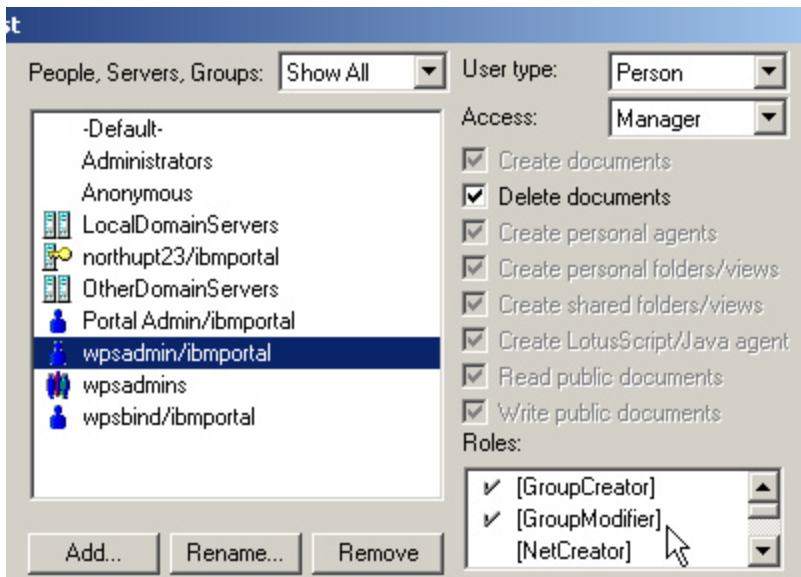 st
People, Servers, Groups: Show All
-Default-
Administrators
Anonymous
LocalDomainServers
northupt23/ibmportal
OtherDomainServers
Portal Admin/ibmportal
wpsadmin/ibmportal
wpsadmins
wpsbind/ibmportal
Add... Rename... Remove
User type: Person
Access: Manager
Create documents
Delete documents
Create personal agents
Create personal folders/views
Create shared folders/views
Create LotusScript/Java agent
Read public documents
Write public documents
Roles:
[GroupCreator]
[GroupModifier]
[NetCreator]